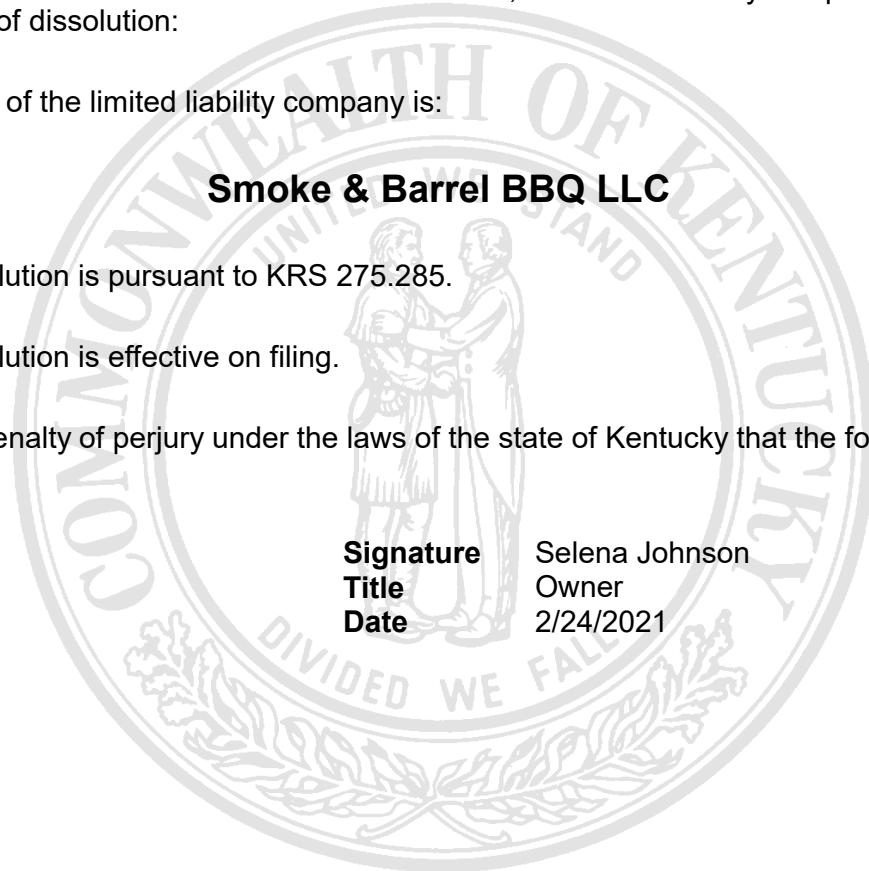 of dissolution:
of the limited liability company is:
Smoke & Barrel BBQ LLC
lution is pursuant to KRS 275.285.
lution is effective on filing.
enalty of perjury under the laws of the state of Kentucky that the fo
Signature Selena Johnson
Title Owner
Date 2/24/2021
COMMONWEALTH OF KENTUCKY
UNITED WE STAND
DIVIDED WE FALL